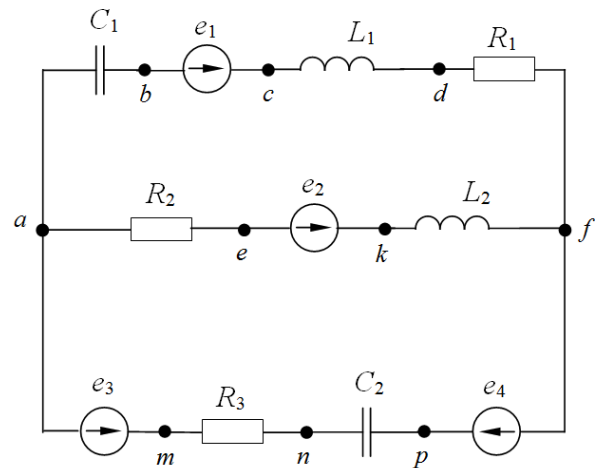 C₁ e₁ L₁ R₁
b c d
R₂ e₂ L₂
a e k f
e₃ R₃ C₂ e₄
m n p